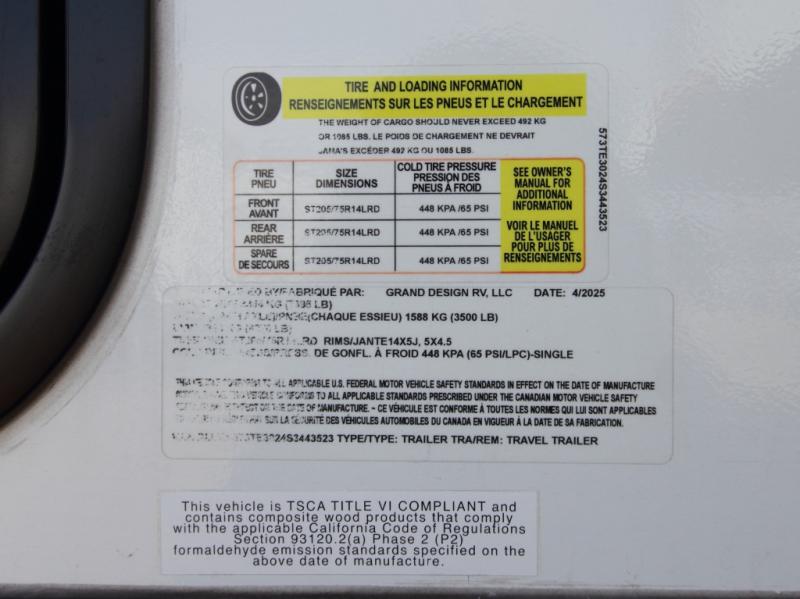 TIRE AND LOADING INFORMATION
RENSEIGNEMENTS SUR LES PNEUS ET LE CHARGEMENT
THE WEIGHT OF CARGO SHOULD NEVER EXCEED 492 KG
OR 1085 LBS. LE POIDS DE CHARGEMENT NE DEVRAIT
JAMAIS EXCÉDER 492 KG OU 1085 LBS.
TIRE PNEU SIZE DIMENSIONS COLD TIRE PRESSURE PRESSION DES PNEUS À FROID
FRONT AVANT ST205/75R14LRD 448 KPA /65 PSI
REAR ARRIÈRE ST205/75R14LRD 448 KPA /65 PSI
SPARE DE SECOURS ST205/75R14LRD 448 KPA /65 PSI
SEE OWNER'S
MANUAL FOR
ADDITIONAL
INFORMATION
VOIR LE MANUEL
DE L'USAGER
POUR PLUS DE
RENSEIGNEMENTS
573TE3024S3443523
BY/FABRIQUÉ PAR: GRAND DESIGN RV, LLC DATE: 4/2025
(CHAQUE ESSIEU) 1588 KG (3500 LB)
RIMS/JANTE14X5J, 5X4.5
DE GONFL. À FROID 448 KPA (65 PSI/LPC)-SINGLE
ALL APPLICABLE U.S. FEDERAL MOTOR VEHICLE SAFETY STANDARDS IN EFFECT ON THE DATE OF MANUFACTURE
TO ALL APPLICABLE STANDARDS PRESCRIBED UNDER THE CANADIAN MOTOR VEHICLE SAFETY
DATE OF MANUFACTURE. - CE VÉHICULE EST CONFORME À TOUTES LES NORMES QUI LUI SONT APPLICABLES
SUR LA SÉCURITÉ DES VÉHICULES AUTOMOBILES DU CANADA EN VIGUEUR À LA DATE DE SA FABRICATION.
TYPE/TYPE: TRAILER TRA/REM: TRAVEL TRAILER
This vehicle is TSCA TITLE VI COMPLIANT and
contains composite wood products that comply
with the applicable California Code of Regulations
Section 93120.2(a) Phase 2 (P2)
formaldehyde emission standards specified on the
above date of manufacture.